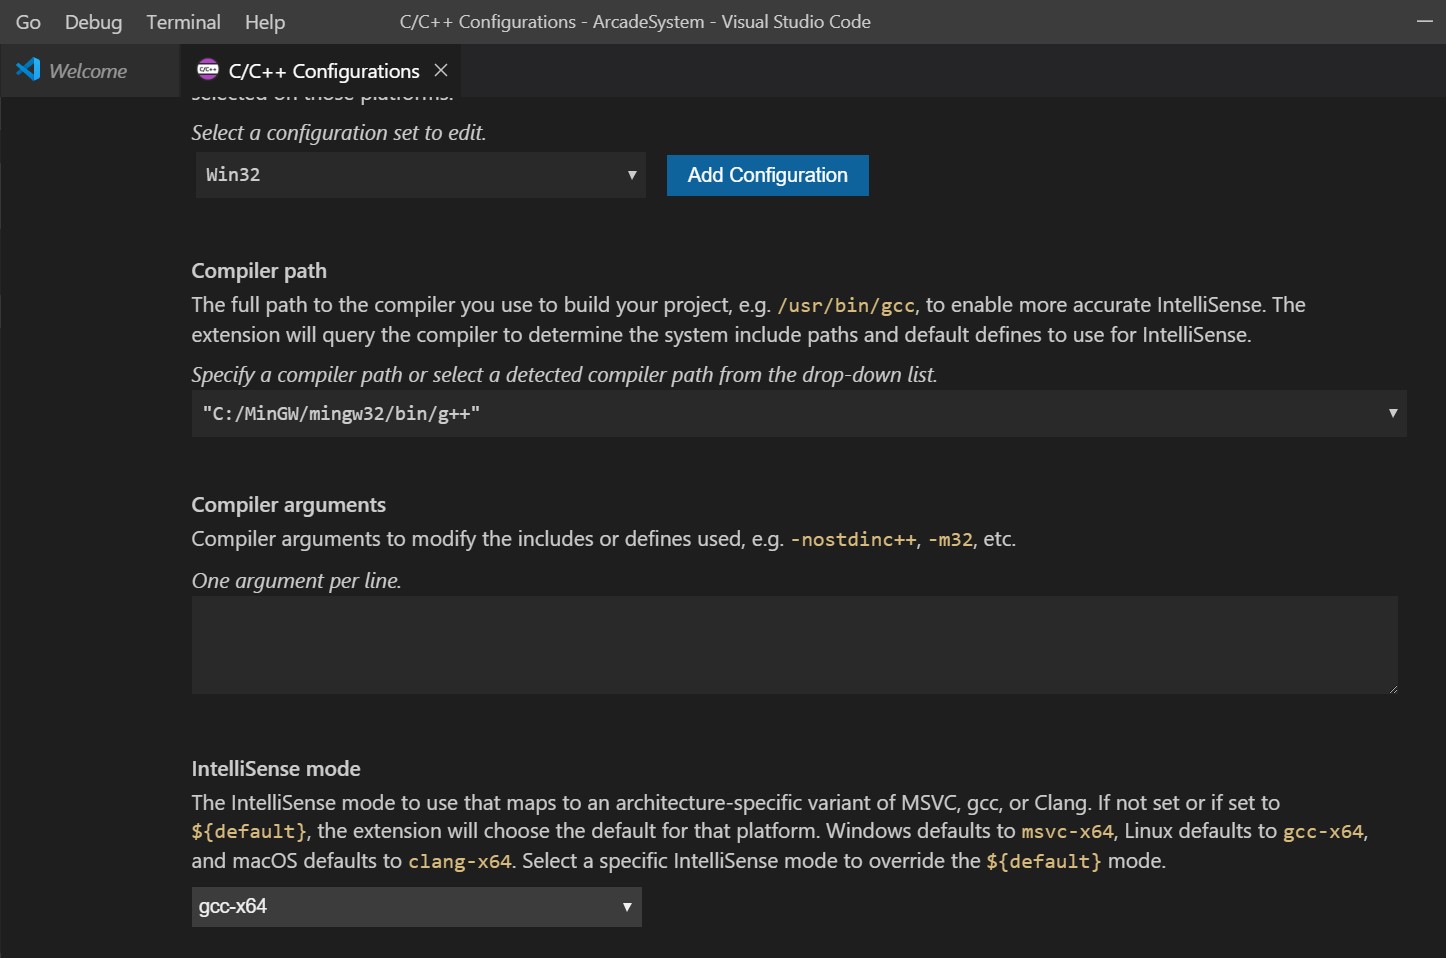 Go Debug Terminal Help C/C++ Configurations - ArcadeSystem - Visual Studio Code
Welcome C/C++ Configurations
selected on those platforms.
Select a configuration set to edit.
Win32 Add Configuration
Compiler path
The full path to the compiler you use to build your project, e.g. /usr/bin/gcc, to enable more accurate IntelliSense. The
extension will query the compiler to determine the system include paths and default defines to use for IntelliSense.
Specify a compiler path or select a detected compiler path from the drop-down list.
"C:/MinGW/mingw32/bin/g++"
Compiler arguments
Compiler arguments to modify the includes or defines used, e.g. -nostdinc++, -m32, etc.
One argument per line.
IntelliSense mode
The IntelliSense mode to use that maps to an architecture-specific variant of MSVC, gcc, or Clang. If not set or if set to
${default}, the extension will choose the default for that platform. Windows defaults to msvc-x64, Linux defaults to gcc-x64,
and macOS defaults to clang-x64. Select a specific IntelliSense mode to override the ${default} mode.
gcc-x64